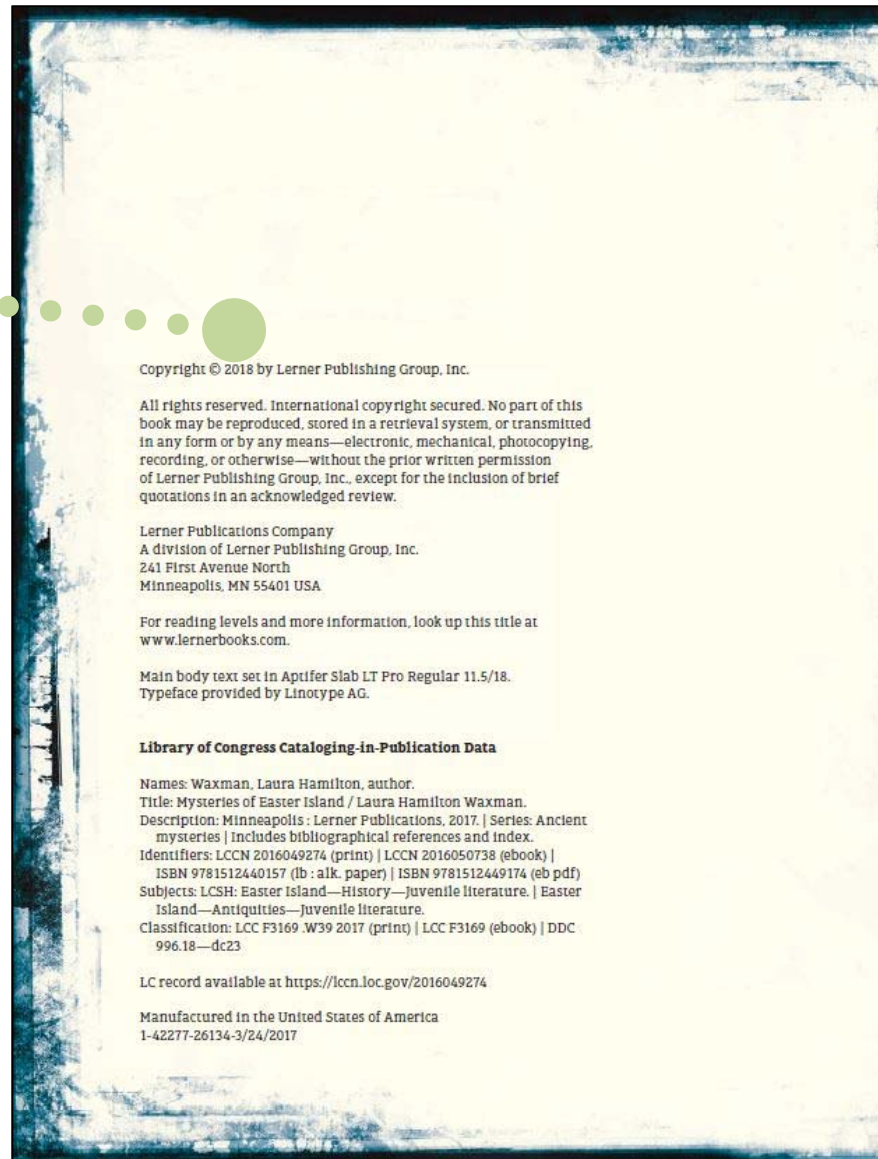 Copyright © 2018 by Lerner Publishing Group, Inc.
All rights reserved. International copyright secured. No part of this
book may be reproduced, stored in a retrieval system, or transmitted
in any form or by any means—electronic, mechanical, photocopying,
recording, or otherwise—without the prior written permission
of Lerner Publishing Group, Inc., except for the inclusion of brief
quotations in an acknowledged review.
Lerner Publications Company
A division of Lerner Publishing Group, Inc.
241 First Avenue North
Minneapolis, MN 55401 USA
For reading levels and more information, look up this title at
www.lernerbooks.com.
Main body text set in Aptifer Slab LT Pro Regular 11.5/18.
Typeface provided by Linotype AG.
Library of Congress Cataloging-in-Publication Data
Names: Waxman, Laura Hamilton, author.
Title: Mysteries of Easter Island / Laura Hamilton Waxman.
Description: Minneapolis : Lerner Publications, 2017. | Series: Ancient
mysteries | Includes bibliographical references and index.
Identifiers: LCCN 2016049274 (print) | LCCN 2016050738 (ebook) |
ISBN 9781512440157 (lb : alk. paper) | ISBN 9781512449174 (eb pdf)
Subjects: LCSH: Easter Island—History—Juvenile literature. | Easter
Island—Antiquities—Juvenile literature.
Classification: LCC F3169 .W39 2017 (print) | LCC F3169 (ebook) | DDC
996.18—dc23
LC record available at https://lccn.loc.gov/2016049274
Manufactured in the United States of America
1-42277-26134-3/24/2017